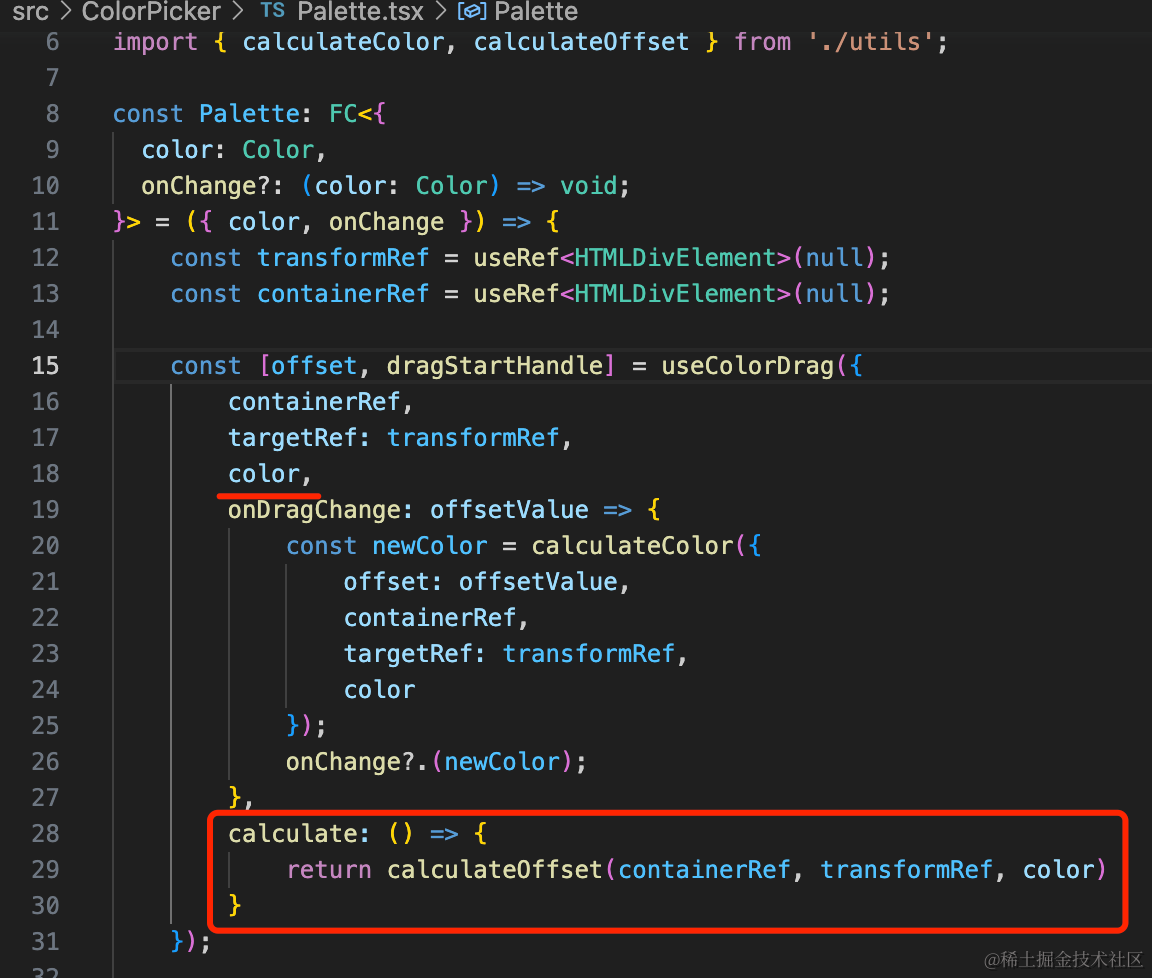 src > ColorPicker > TS Palette.tsx > Palette
6 import { calculateColor, calculateOffset } from './utils';
7
8 const Palette: FC<{
9 color: Color,
10 onChange?: (color: Color) => void;
11 }> = ({ color, onChange }) => {
12 const transformRef = useRef<HTMLDivElement>(null);
13 const containerRef = useRef<HTMLDivElement>(null);
14
15 const [offset, dragStartHandle] = useColorDrag({
16 containerRef,
17 targetRef: transformRef,
18 color,
19 onDragChange: offsetValue => {
20 const newColor = calculateColor({
21 offset: offsetValue,
22 containerRef,
23 targetRef: transformRef,
24 color
25 });
26 onChange?.(newColor);
27 },
28 calculate: () => {
29 return calculateOffset(containerRef, transformRef, color)
30 }
31 });
32
@稀土掘金技术社区